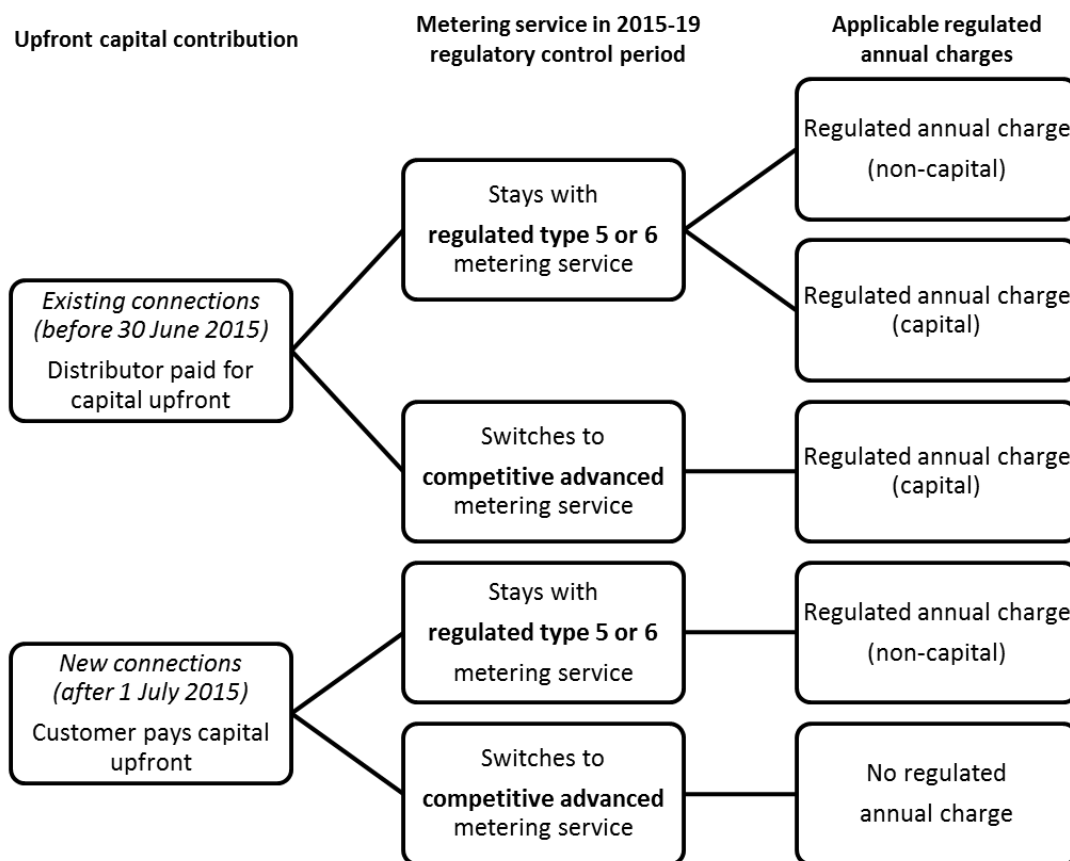 Upfront capital contribution
Metering service in 2015-19
regulatory control period
Applicable regulated
annual charges
Existing connections
(before 30 June 2015)
Distributor paid for
capital upfront
Stays with
regulated type 5 or 6
metering service
Regulated annual charge
(non-capital)
Regulated annual charge
(capital)
Switches to
competitive advanced
metering service
Regulated annual charge
(capital)
New connections
(after 1 July 2015)
Customer pays capital
upfront
Stays with
regulated type 5 or 6
metering service
Regulated annual charge
(non-capital)
Switches to
competitive advanced
metering service
No regulated
annual charge